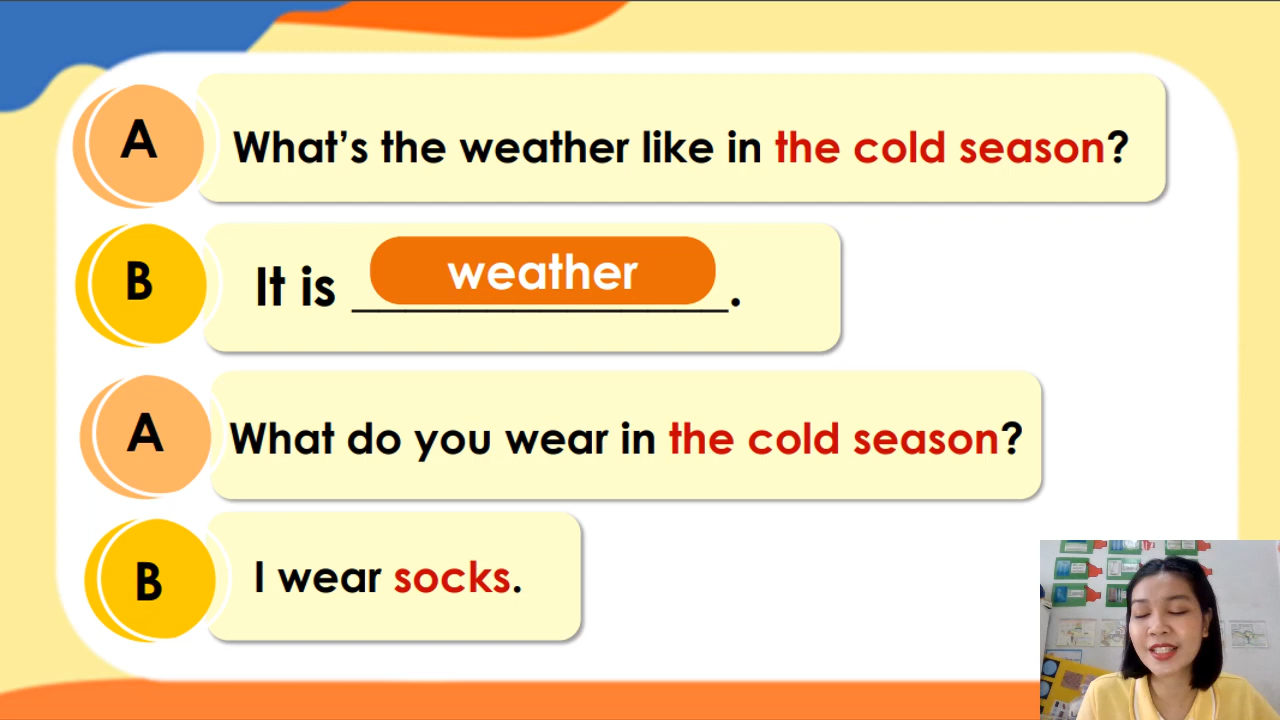 A
What's the weather like in the cold season?
B
It is ________________.
weather
A
What do you wear in the cold season?
B
I wear socks.